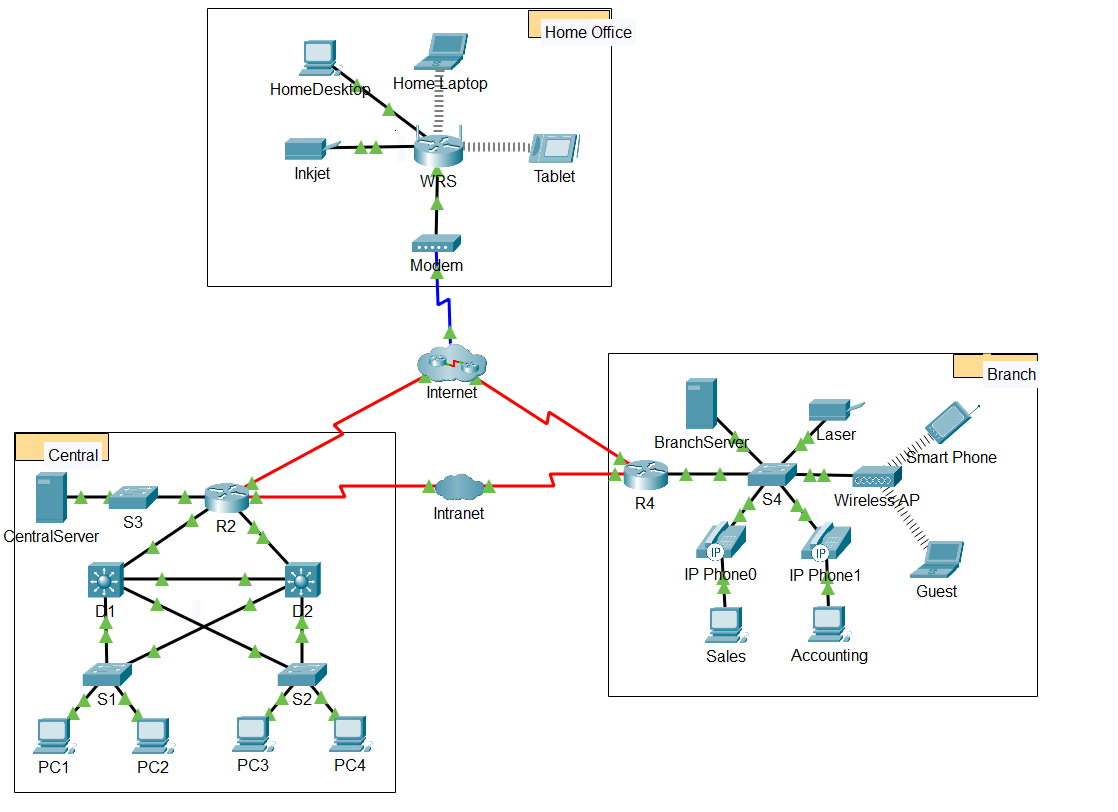 Home Office
HomeDesktop
Home Laptop
Inkjet
WRS
Tablet
Modem
Internet
Branch
BranchServer
Laser
Smart Phone
R4
S4
Wireless AP
IP
IP
IP Phone0
IP Phone1
Guest
Sales
Accounting
Intranet
Central
CentralServer
S3
R2
D1
D2
S1
S2
PC1
PC2
PC3
PC4